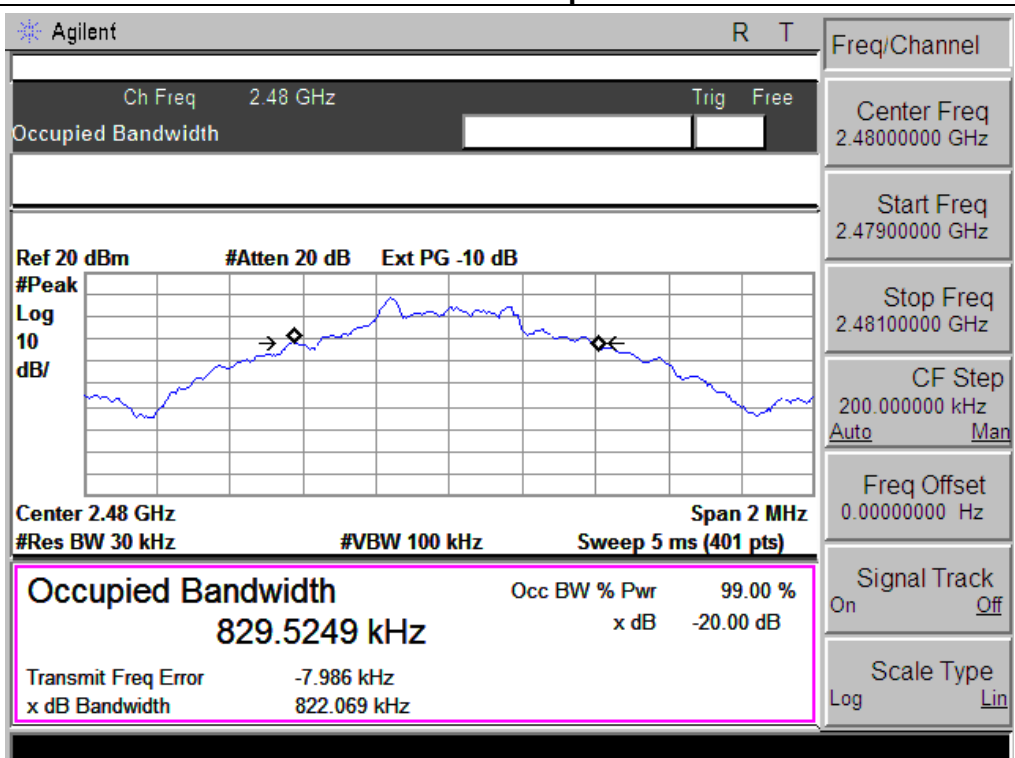 Agilent R T
Ch Freq 2.48 GHz Trig Free
Occupied Bandwidth
Ref 20 dBm #Atten 20 dB Ext PG -10 dB
#Peak
Log
10
dB/
Center 2.48 GHz Span 2 MHz
#Res BW 30 kHz #VBW 100 kHz Sweep 5 ms (401 pts)
Occupied Bandwidth Occ BW % Pwr 99.00 %
829.5249 kHz x dB -20.00 dB
Transmit Freq Error -7.986 kHz
x dB Bandwidth 822.069 kHz
Freq/Channel
Center Freq
2.48000000 GHz
Start Freq
2.47900000 GHz
Stop Freq
2.48100000 GHz
CF Step
200.000000 kHz
Auto Man
Freq Offset
0.00000000 Hz
Signal Track
On Off
Scale Type
Log Lin